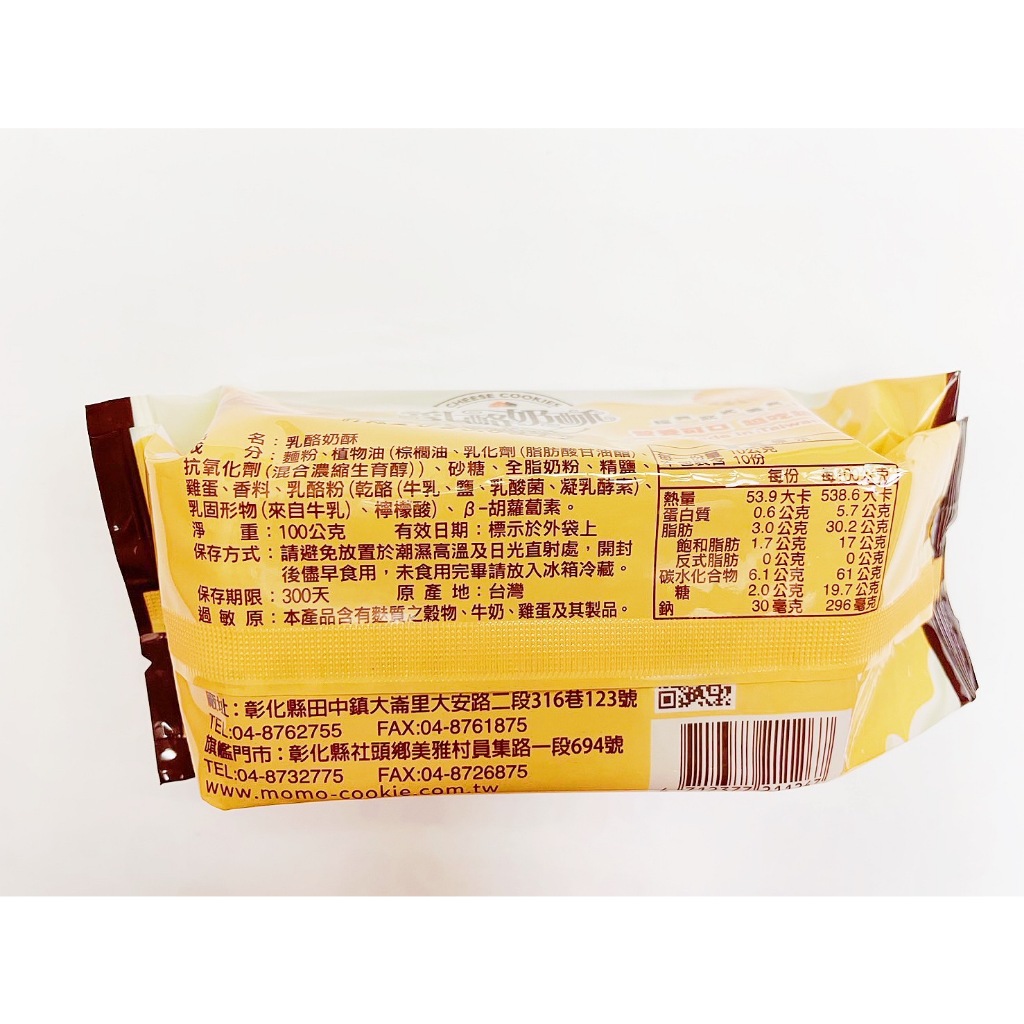 CHEESE COOKIES
乳酪奶酥
名：乳酪奶酥
分：麵粉、植物油(棕櫚油、乳化劑(脂肪酸甘油酯)、
抗氧化劑(混合濃縮生育醇))、砂糖、全脂奶粉、精鹽、
雞蛋、香料、乳酪粉(乾酪(牛乳、鹽、乳酸菌、凝乳酵素)、
乳固形物(來自牛乳)、檸檬酸)、β-胡蘿蔔素。
淨 重：100公克 有效日期：標示於外袋上
保存方式：請避免放置於潮濕高溫及日光直射處，開封
後儘早食用，未食用完畢請放入冰箱冷藏。
保存期限：300天 原產地：台灣
過敏原：本產品含有麩質之穀物、牛奶、雞蛋及其製品。
10份
每份 每100公克
熱量 53.9大卡 538.6大卡
蛋白質 0.6公克 5.7公克
脂肪 3.0公克 30.2公克
飽和脂肪 1.7公克 17公克
反式脂肪 0公克 0公克
碳水化合物 6.1公克 61公克
糖 2.0公克 19.7公克
鈉 30毫克 296毫克
廠址：彰化縣田中鎮大崙里大安路二段316巷123號
TEL:04-8762755 FAX:04-8761875
旗艦門市：彰化縣社頭鄉美雅村員集路一段694號
TEL:04-8732775 FAX:04-8726875
www.momo-cookie.com.tw